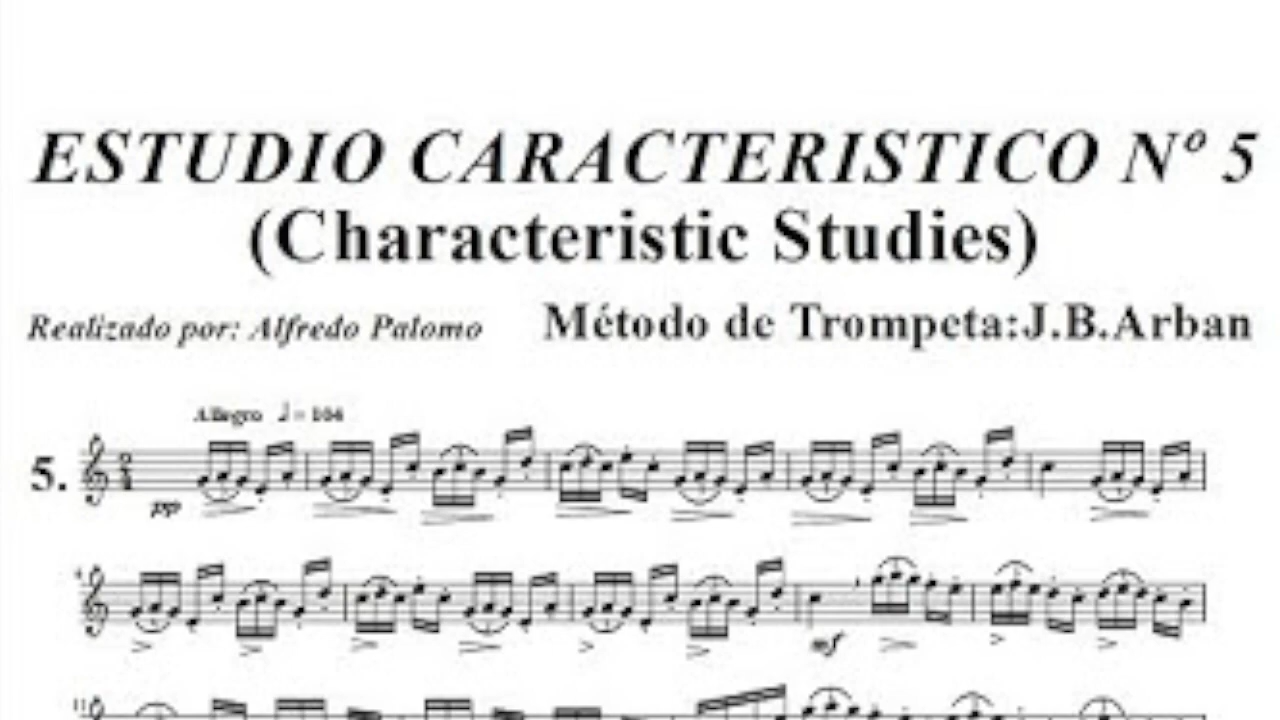 ESTUDIO CARACTERISTICO Nº 5
(Characteristic Studies)
Realizado por: Alfredo Palomo Método de Trompeta:J.B.Arban
Allegro ♩= 104
5.
pp
mf
11